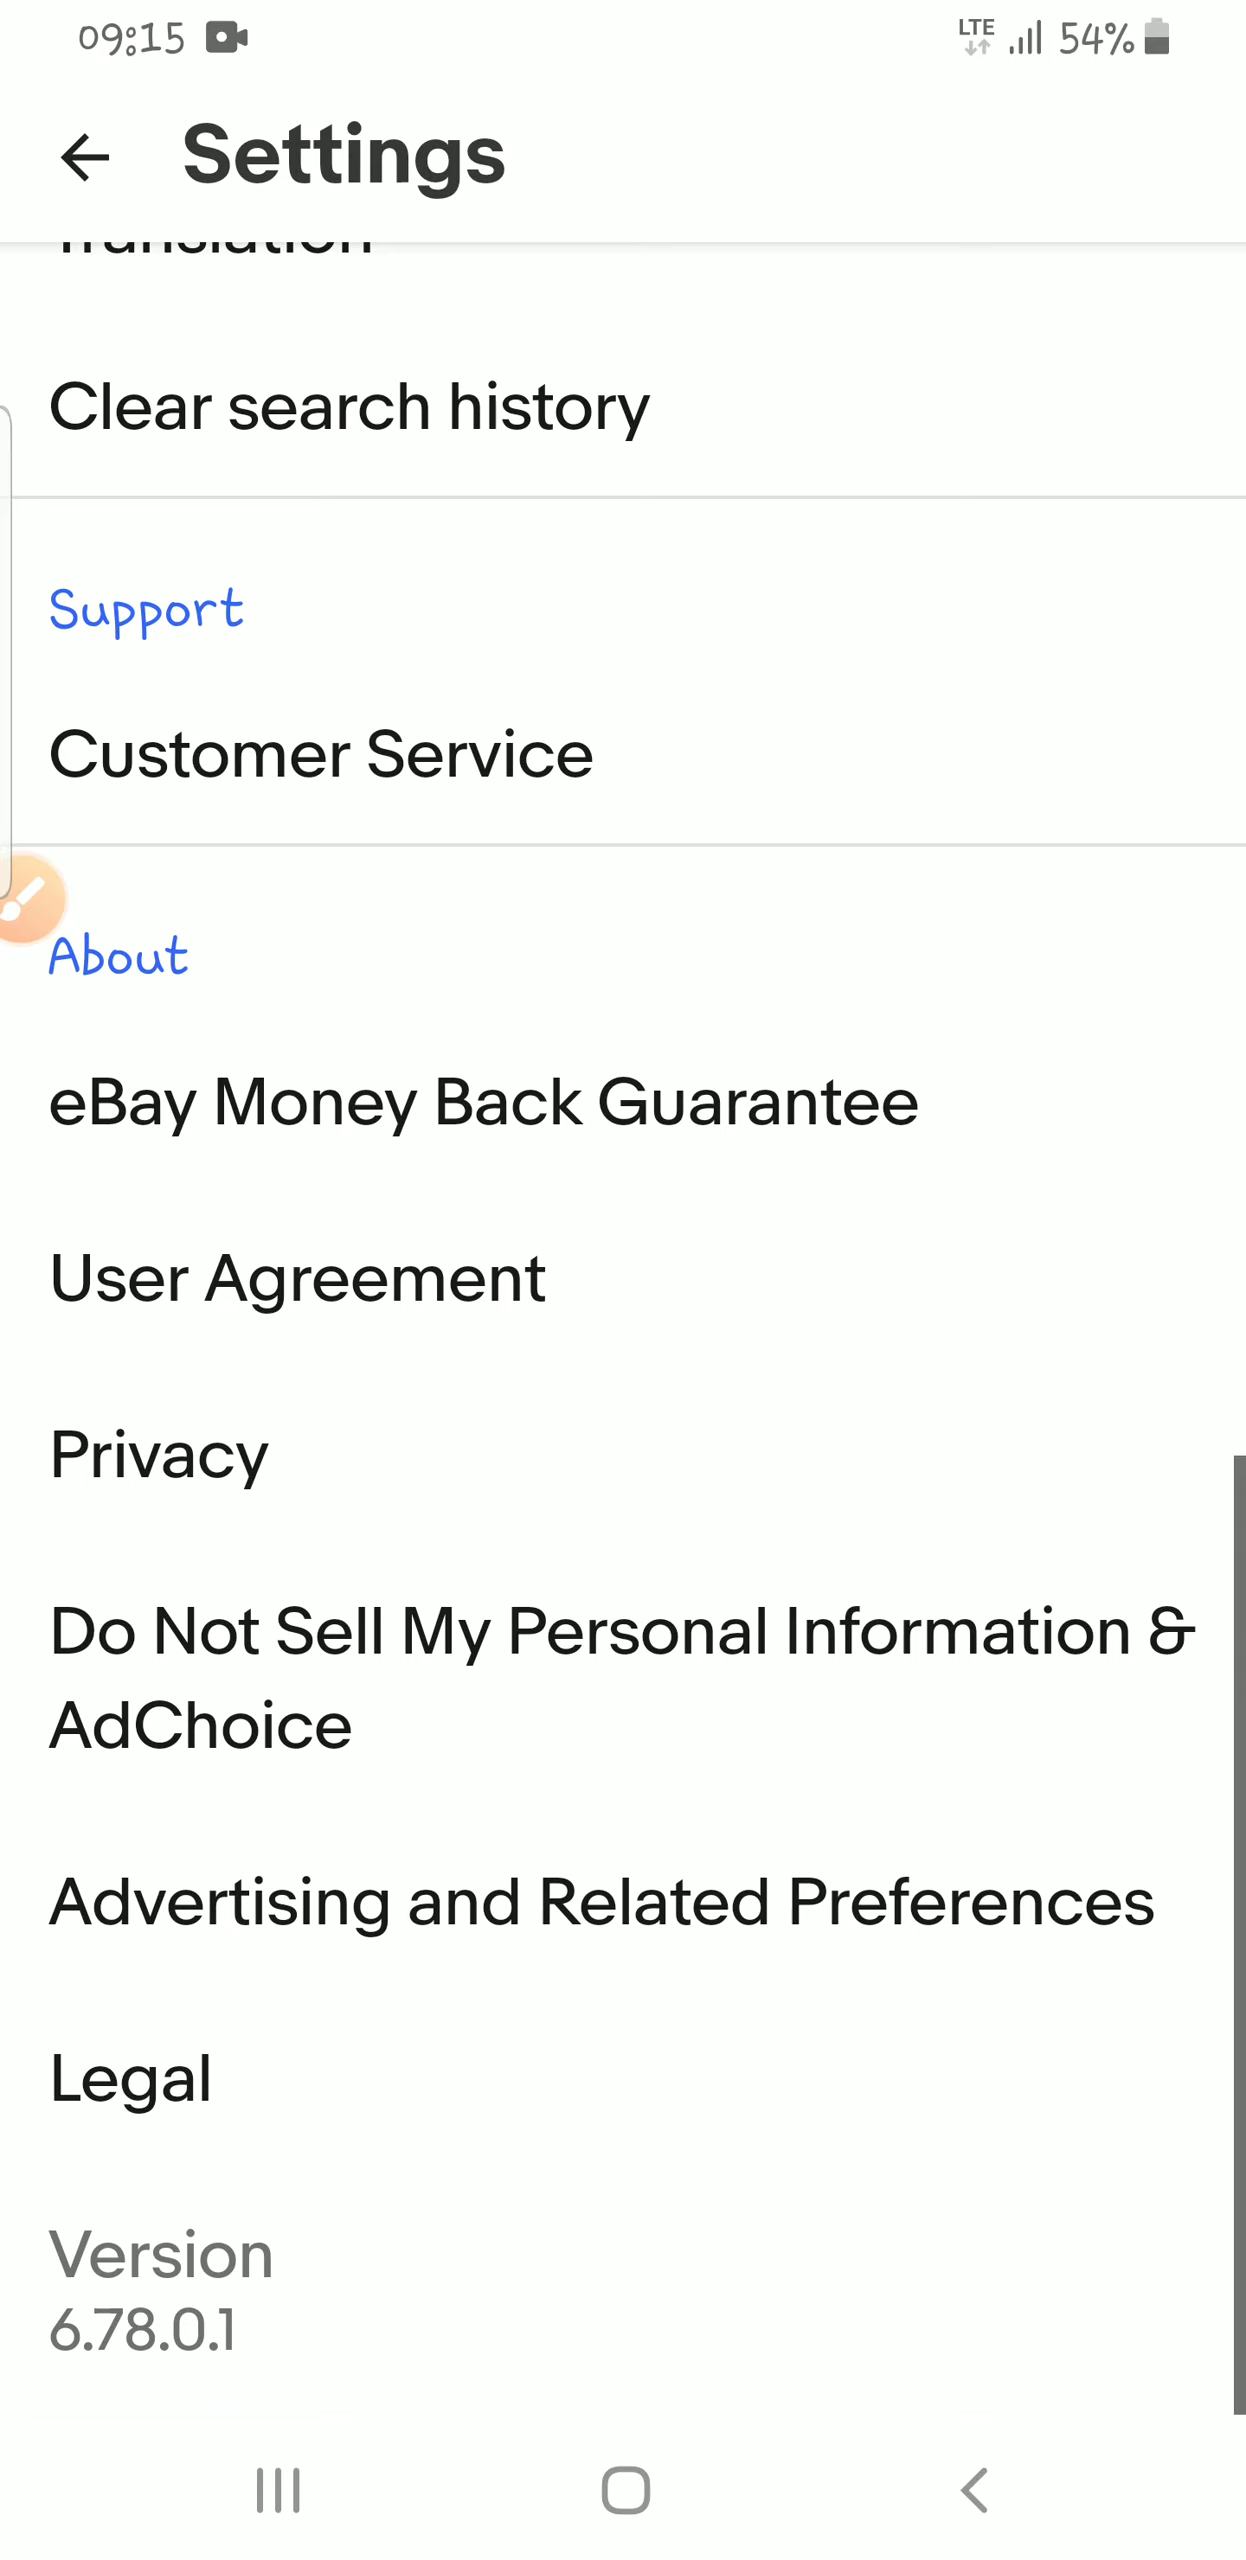 09:15
LTE
54%
Settings
Translation
Clear search history
Support
Customer Service
About
eBay Money Back Guarantee
User Agreement
Privacy
Do Not Sell My Personal Information &
AdChoice
Advertising and Related Preferences
Legal
Version
6.78.0.1